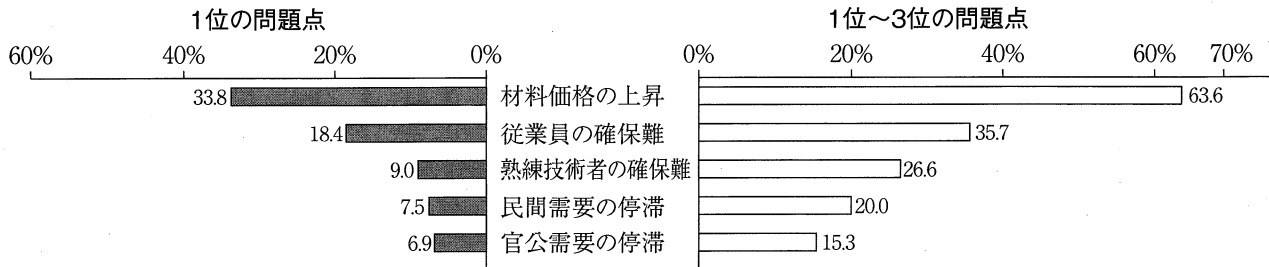 1位の問題点 1位～3位の問題点
60% 40% 20% 0% 0% 20% 40% 60% 70%
33.8 材料価格の上昇 63.6
18.4 従業員の確保難 35.7
9.0 熟練技術者の確保難 26.6
7.5 民間需要の停滞 20.0
6.9 官公需要の停滞 15.3